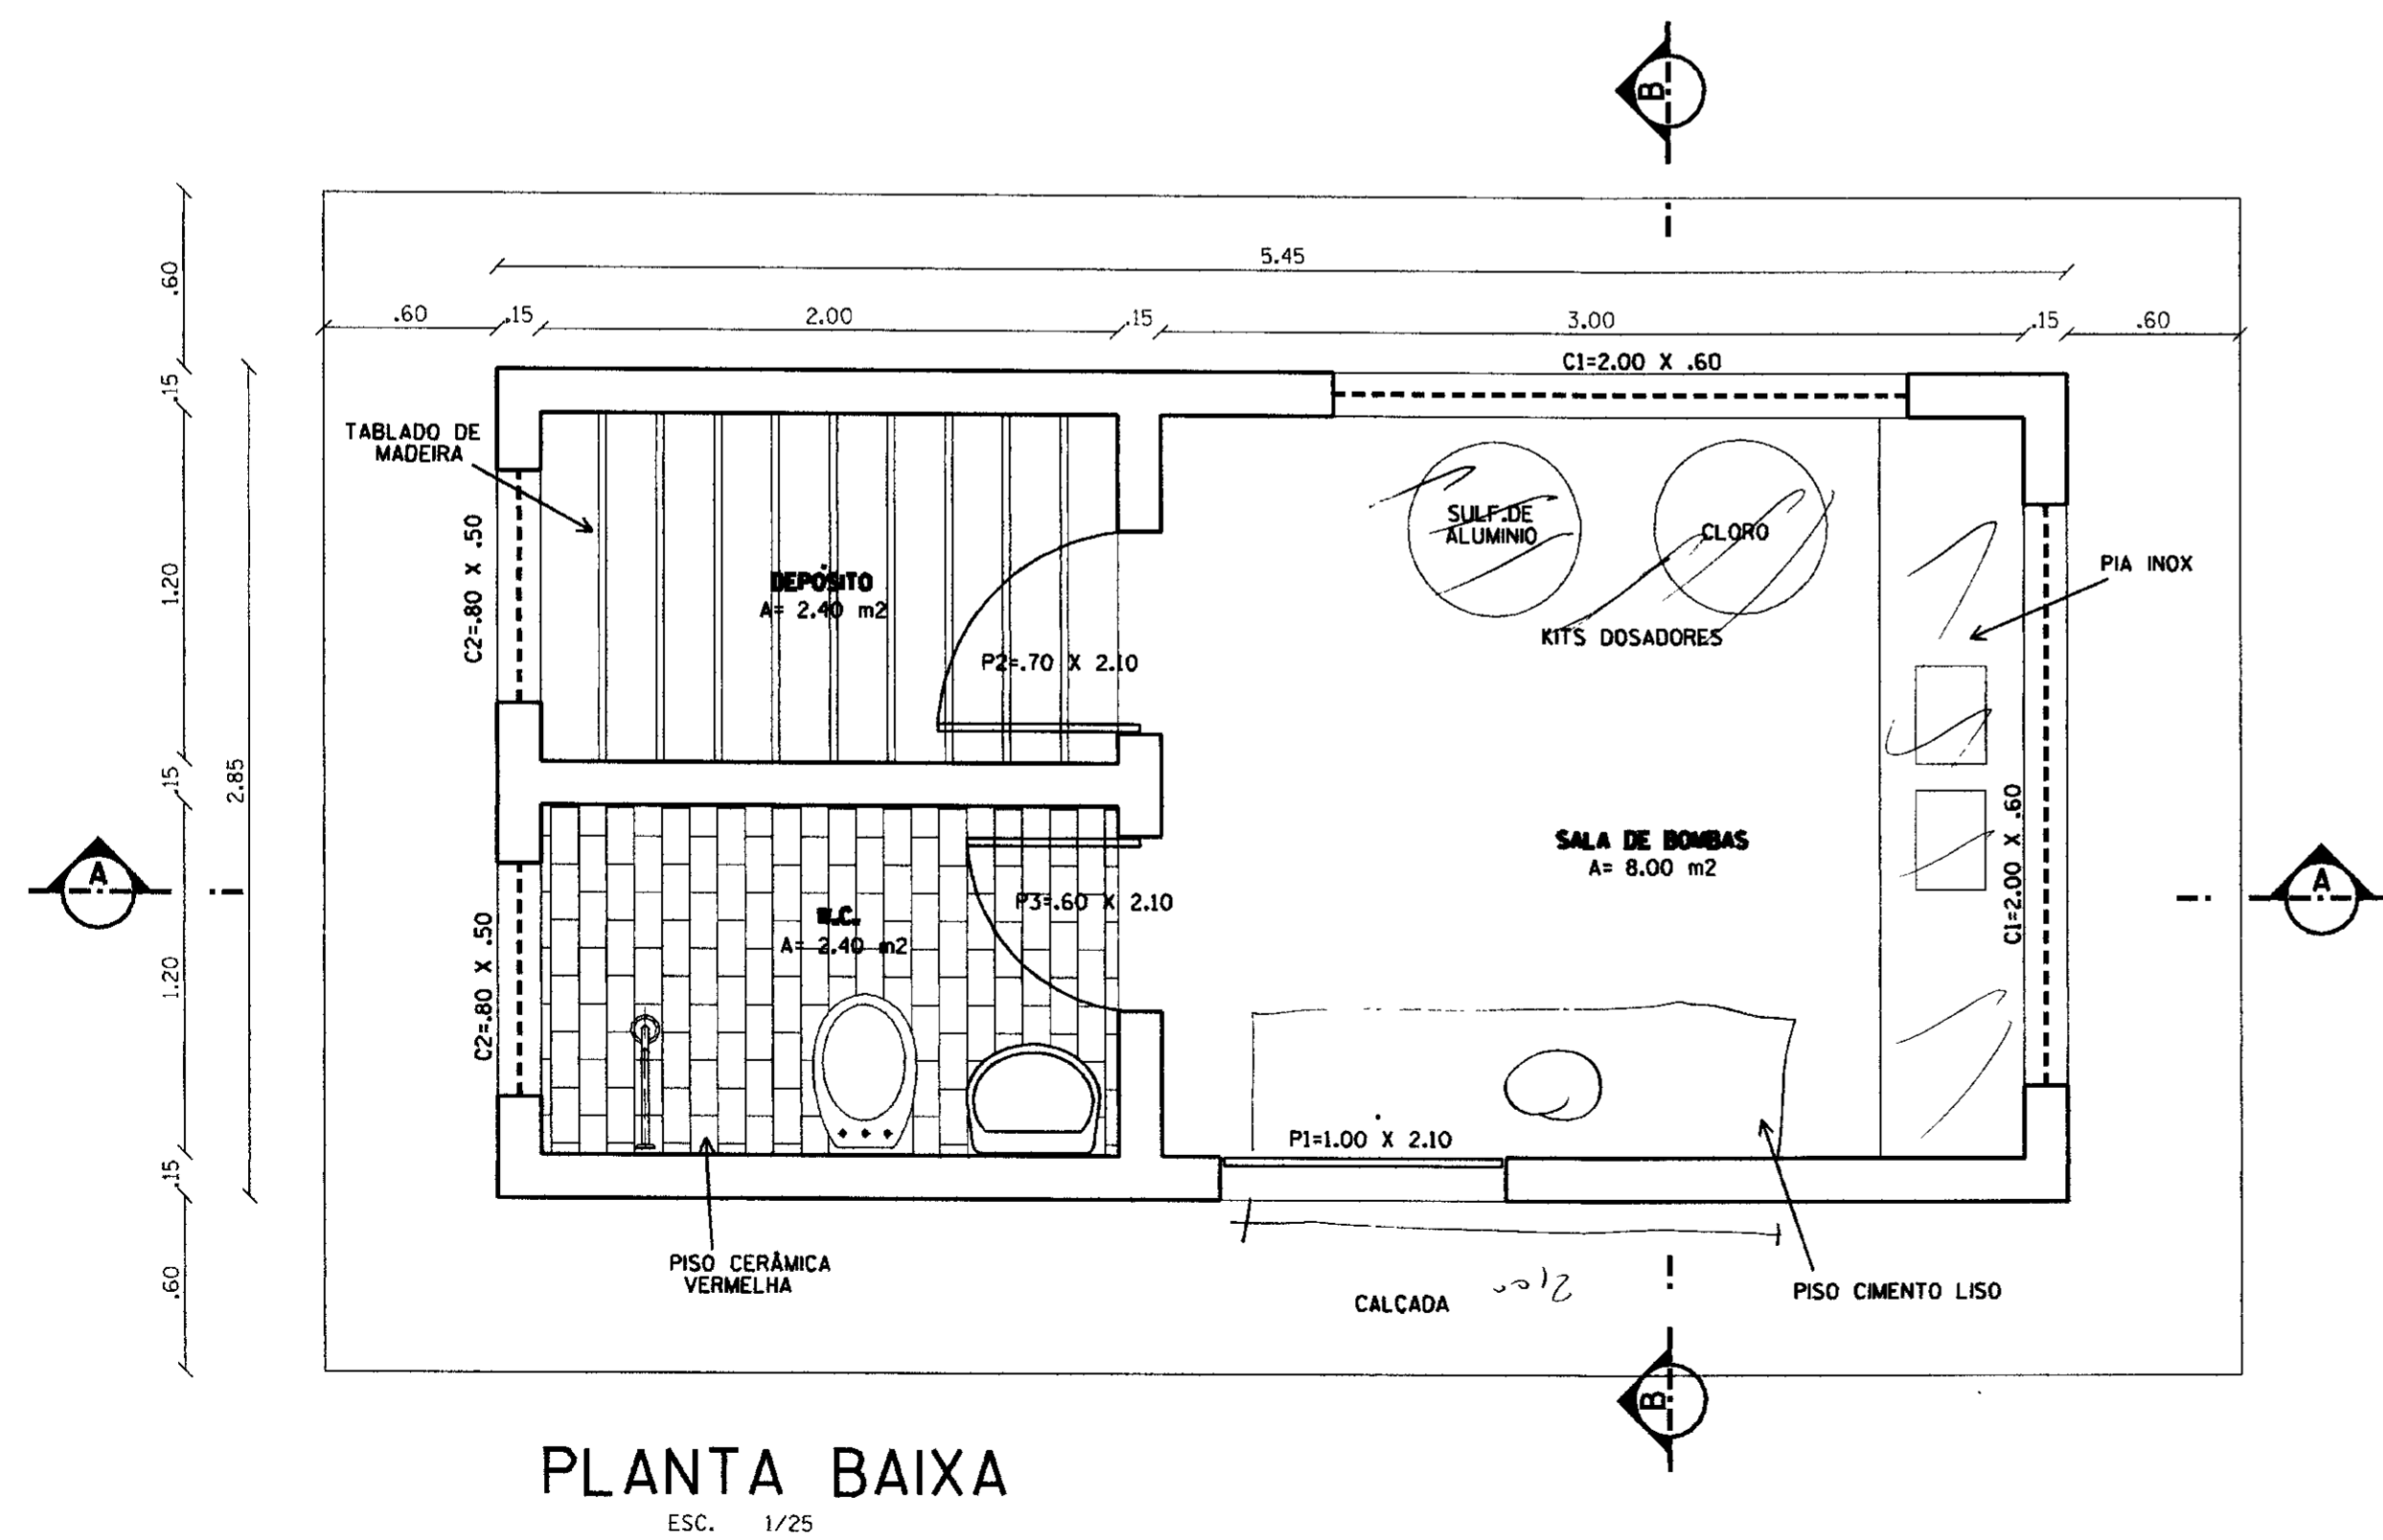 B
5.45
.60
.15
2.00
.15
3.00
.15
.60
C1=2.00 X .60
.60
.15
1.20
.15
1.20
.15
.60
2.85
TABLADO DE
MADEIRA
C2=.80 X .50
DEPÓSITO
A= 2.40 m2
P2=.70 X 2.10
SULF.DE
ALUMINIO
CLORO
KITS DOSADORES
PIA INOX
SALA DE BOMBAS
A= 8.00 m2
C1=2.00 X .60
A
A
W.C.
A= 2.40 m2
P3=.60 X 2.10
C2=.80 X .50
P1=1.00 X 2.10
PISO CERÂMICA
VERMELHA
CALÇADA
2,00
PISO CIMENTO LISO
B
PLANTA BAIXA
ESC. 1/25